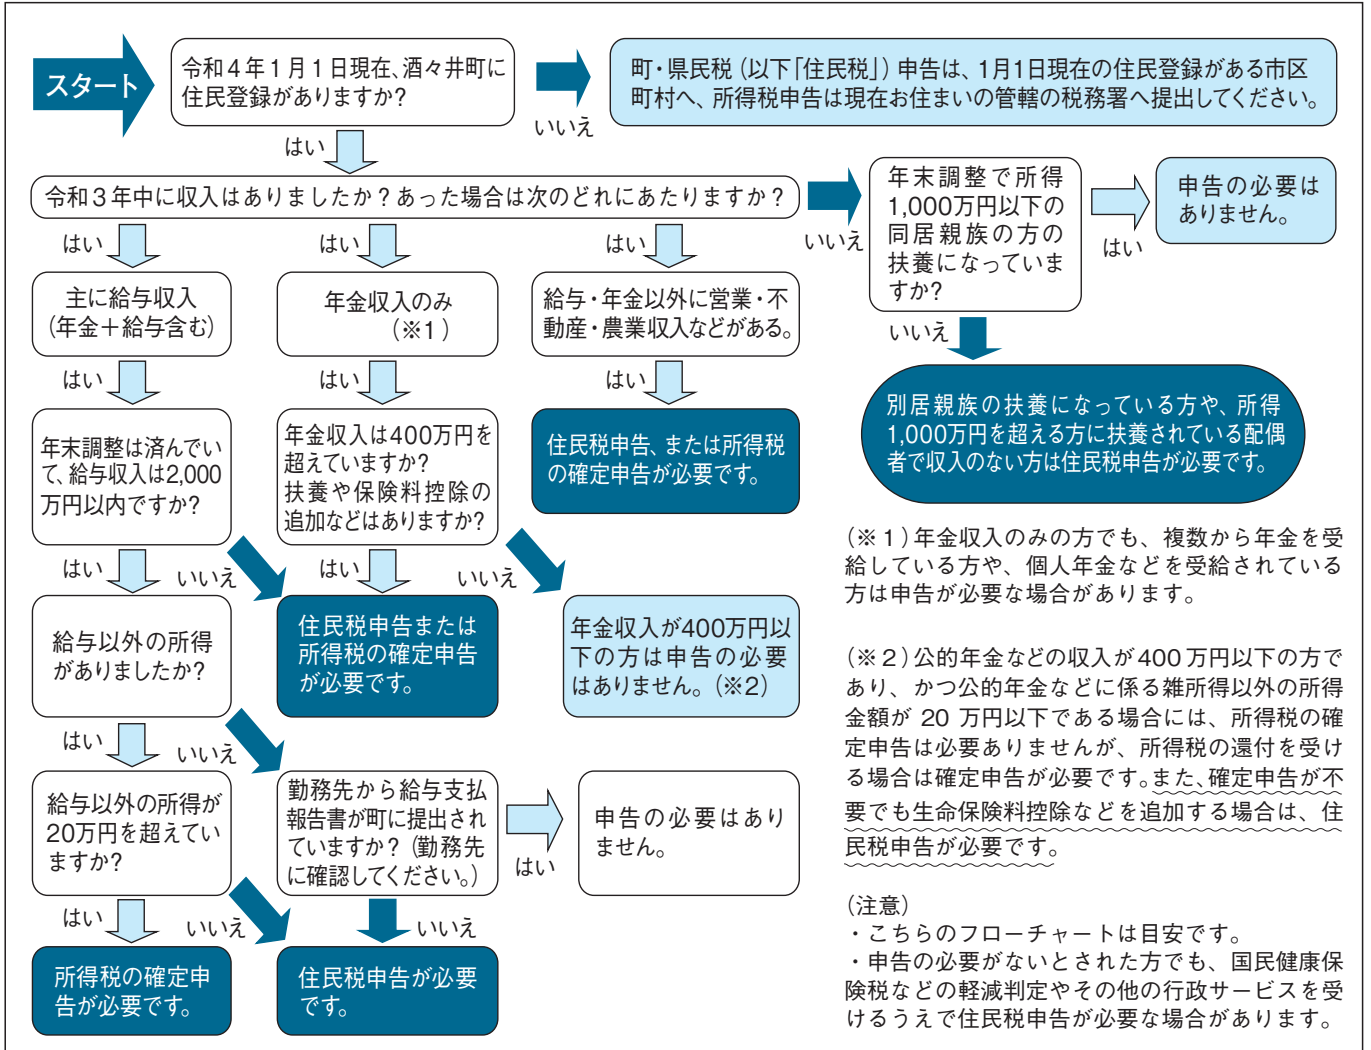 スタート
令和4年1月1日現在、酒々井町に
住民登録がありますか？
いいえ
町・県民税（以下「住民税」）申告は、1月1日現在の住民登録がある市区
町村へ、所得税申告は現在お住まいの管轄の税務署へ提出してください。
はい
令和3年中に収入はありましたか？あった場合は次のどれにあたりますか？
いいえ
年末調整で所得
1,000万円以下の
同居親族の方の
扶養になっていま
すか？
はい
申告の必要は
ありません。
いいえ
別居親族の扶養になっている方や、所得
1,000万円を超える方に扶養されている配偶
者で収入のない方は住民税申告が必要です。
はい
はい
はい
主に給与収入
（年金＋給与含む）
年金収入のみ
（※1）
給与・年金以外に営業・不
動産・農業収入などがある。
はい
はい
はい
年末調整は済んでい
て、給与収入は2,000
万円以内ですか？
年金収入は400万円を
超えていますか？
扶養や保険料控除の
追加などはありますか？
住民税申告、または所得税
の確定申告が必要です。
はい
いいえ
はい
いいえ
給与以外の所得
がありましたか？
住民税申告または
所得税の確定申告
が必要です。
年金収入が400万円以
下の方は申告の必要
はありません。（※2）
はい
いいえ
給与以外の所得が
20万円を超えてい
ますか？
勤務先から給与支払
報告書が町に提出され
ていますか？（勤務先
に確認してください。）
はい
申告の必要はあり
ません。
はい
いいえ
いいえ
所得税の確定申
告が必要です。
住民税申告が必要
です。
（※1）年金収入のみの方でも、複数から年金を受
給している方や、個人年金などを受給されている
方は申告が必要な場合があります。
（※2）公的年金などの収入が400万円以下の方で
あり、かつ公的年金などに係る雑所得以外の所得
金額が 20 万円以下である場合には、所得税の確
定申告は必要ありませんが、所得税の還付を受け
る場合は確定申告が必要です。また、確定申告が不
要でも生命保険料控除などを追加する場合は、住
民税申告が必要です。
（注意）
・こちらのフローチャートは目安です。
・申告の必要がないとされた方でも、国民健康保
険税などの軽減判定やその他の行政サービスを受
けるうえで住民税申告が必要な場合があります。